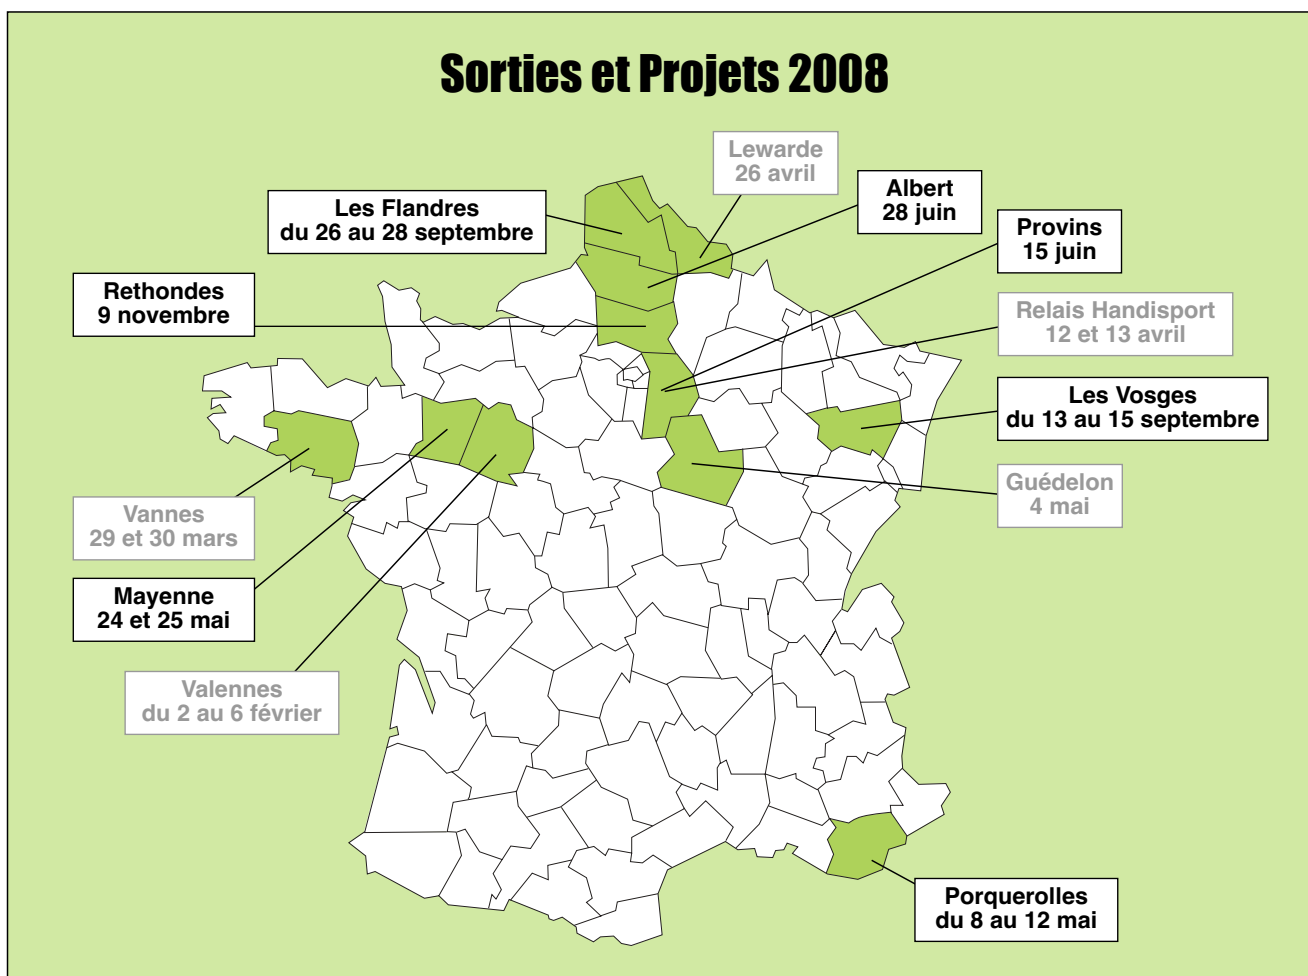 Sorties et Projets 2008
Lewarde
26 avril
Albert
28 juin
Les Flandres
du 26 au 28 septembre
Provins
15 juin
Rethondes
9 novembre
Relais Handisport
12 et 13 avril
Les Vosges
du 13 au 15 septembre
Guédelon
4 mai
Vannes
29 et 30 mars
Mayenne
24 et 25 mai
Valennes
du 2 au 6 février
Porquerolles
du 8 au 12 mai